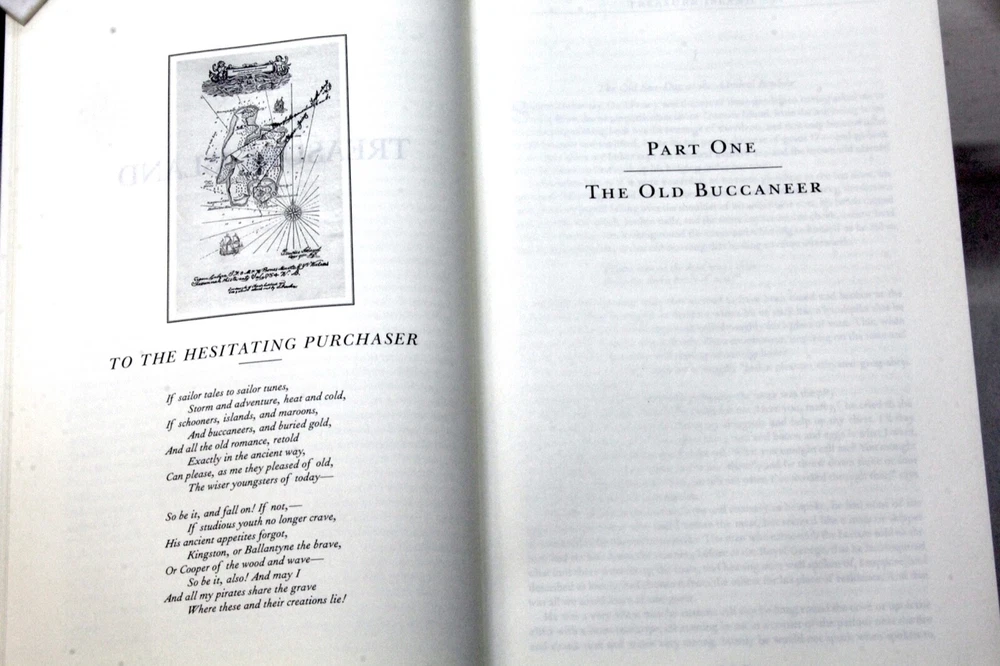 TO THE HESITATING PURCHASER
If sailor tales to sailor tunes,
Storm and adventure, heat and cold,
If schooners, islands, and maroons,
And buccaneers, and buried gold,
And all the old romance, retold
Exactly in the ancient way,
Can please, as me they pleased of old,
The wiser youngsters of today—
So be it, and fall on! If not,—
If studious youth no longer crave,
His ancient appetites forgot,
Kingston, or Ballantyne the brave,
Or Cooper of the wood and wave—
So be it, also! And may I
And all my pirates share the grave
Where these and their creations lie!
PART ONE
THE OLD BUCCANEER